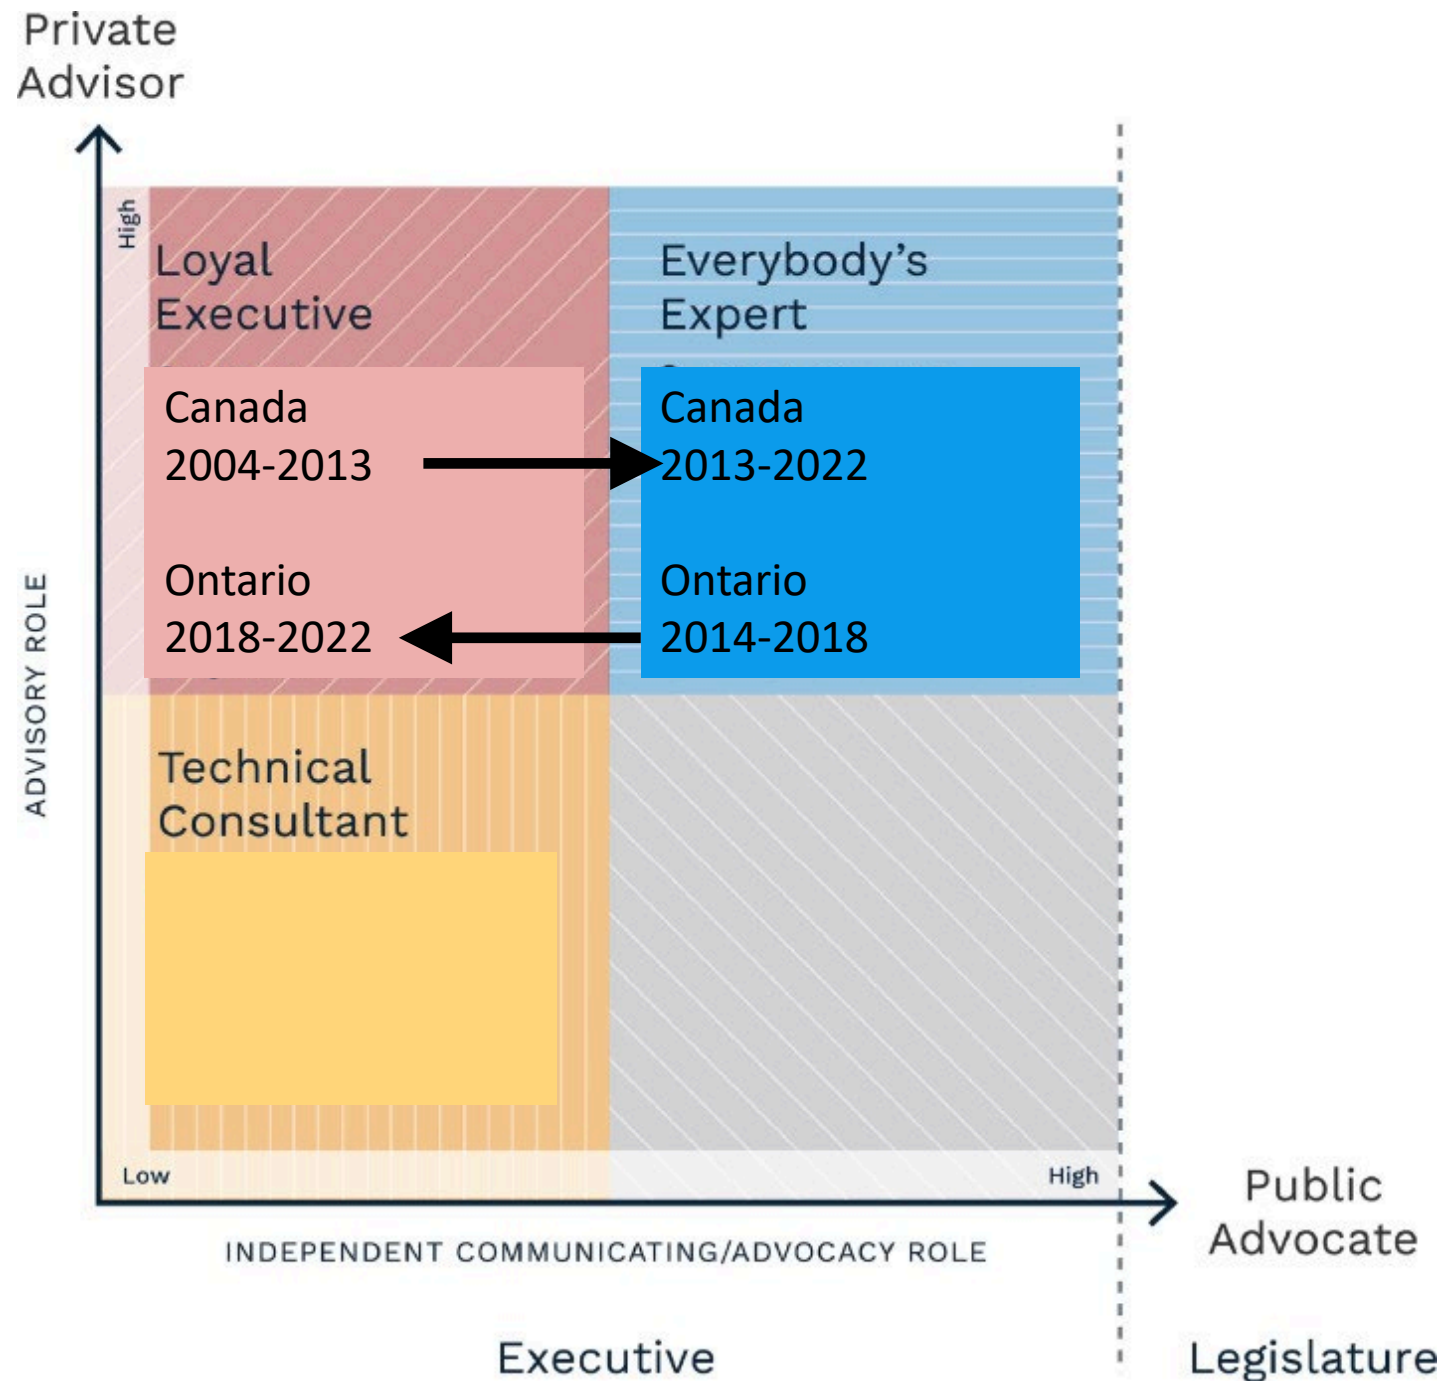 Private
Advisor
High
Loyal
Executive
Everybody's
Expert
Canada
2004-2013
Canada
2013-2022
Ontario
2018-2022
Ontario
2014-2018
ADVISORY ROLE
Technical
Consultant
Low
High
Public
Advocate
INDEPENDENT COMMUNICATING/ADVOCACY ROLE
Executive
Legislature